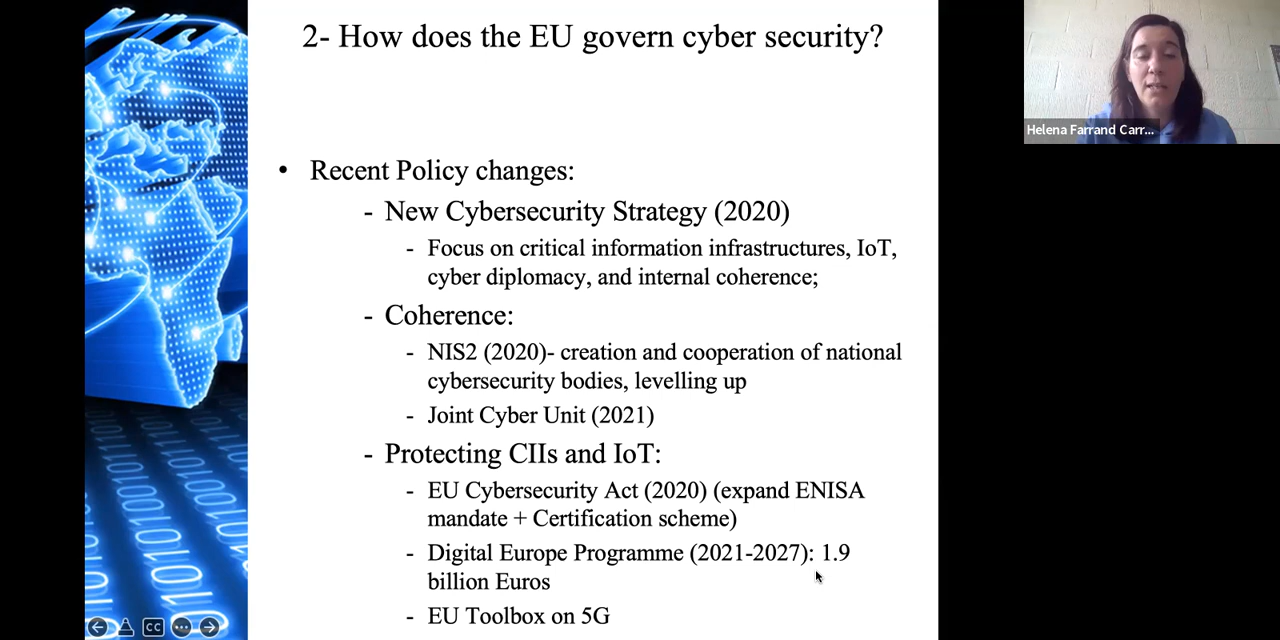 2- How does the EU govern cyber security?
Helena Farrand Carr...
• Recent Policy changes:
- New Cybersecurity Strategy (2020)
- Focus on critical information infrastructures, IoT,
cyber diplomacy, and internal coherence;
- Coherence:
- NIS2 (2020)- creation and cooperation of national
cybersecurity bodies, levelling up
- Joint Cyber Unit (2021)
- Protecting CIIs and IoT:
- EU Cybersecurity Act (2020) (expand ENISA
mandate + Certification scheme)
- Digital Europe Programme (2021-2027): 1.9
billion Euros
- EU Toolbox on 5G
CC